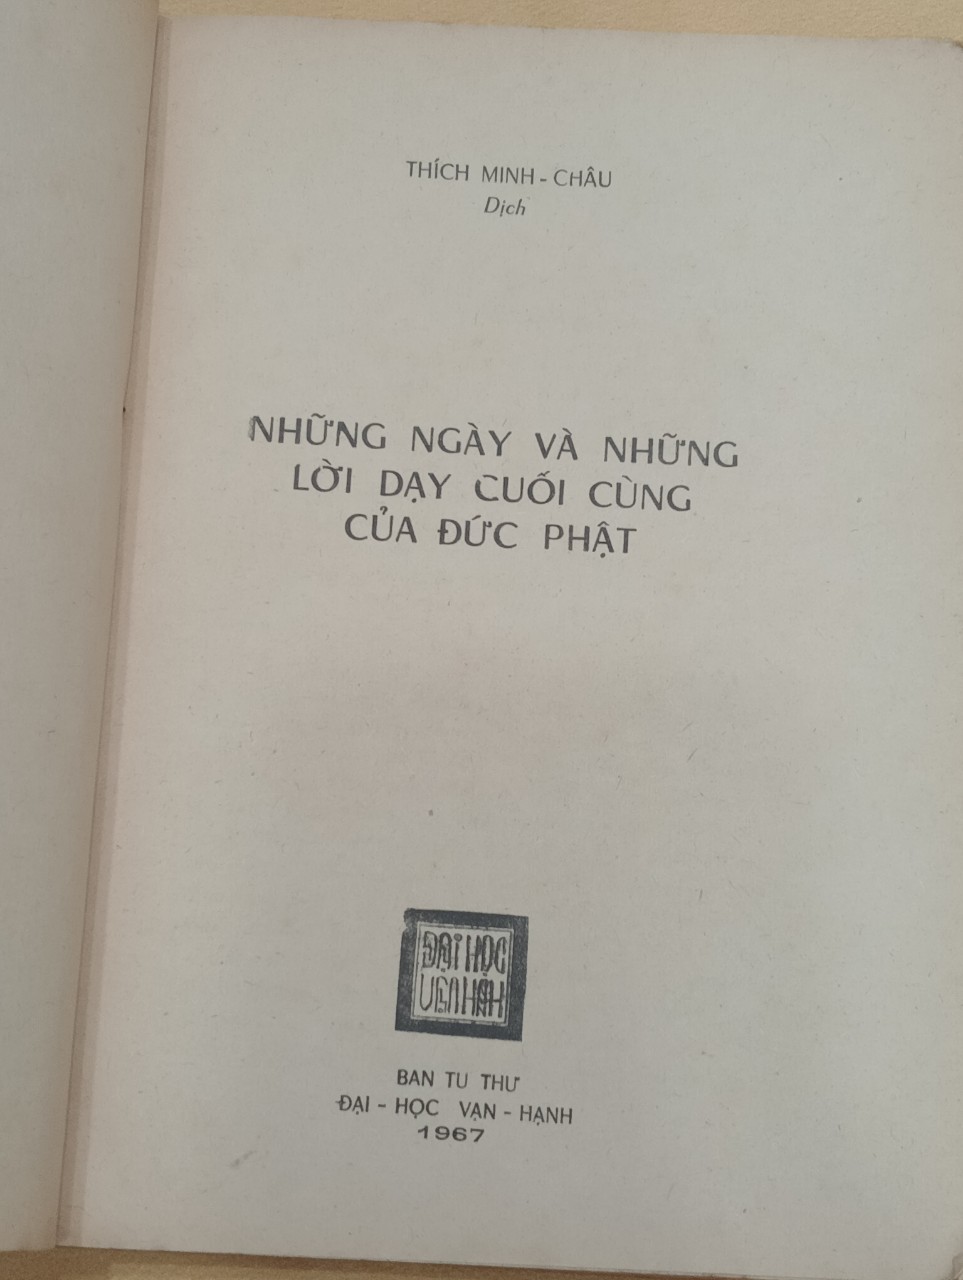 THÍCH MINH - CHÂU
Dịch
NHỮNG NGÀY VÀ NHỮNG
LỜI DẠY CUỐI CÙNG
CỦA ĐỨC PHẬT
ĐẠI HỌC
VẠN HẠNH
BAN TU THƯ
ĐẠI - HỌC VẠN - HẠNH
1967